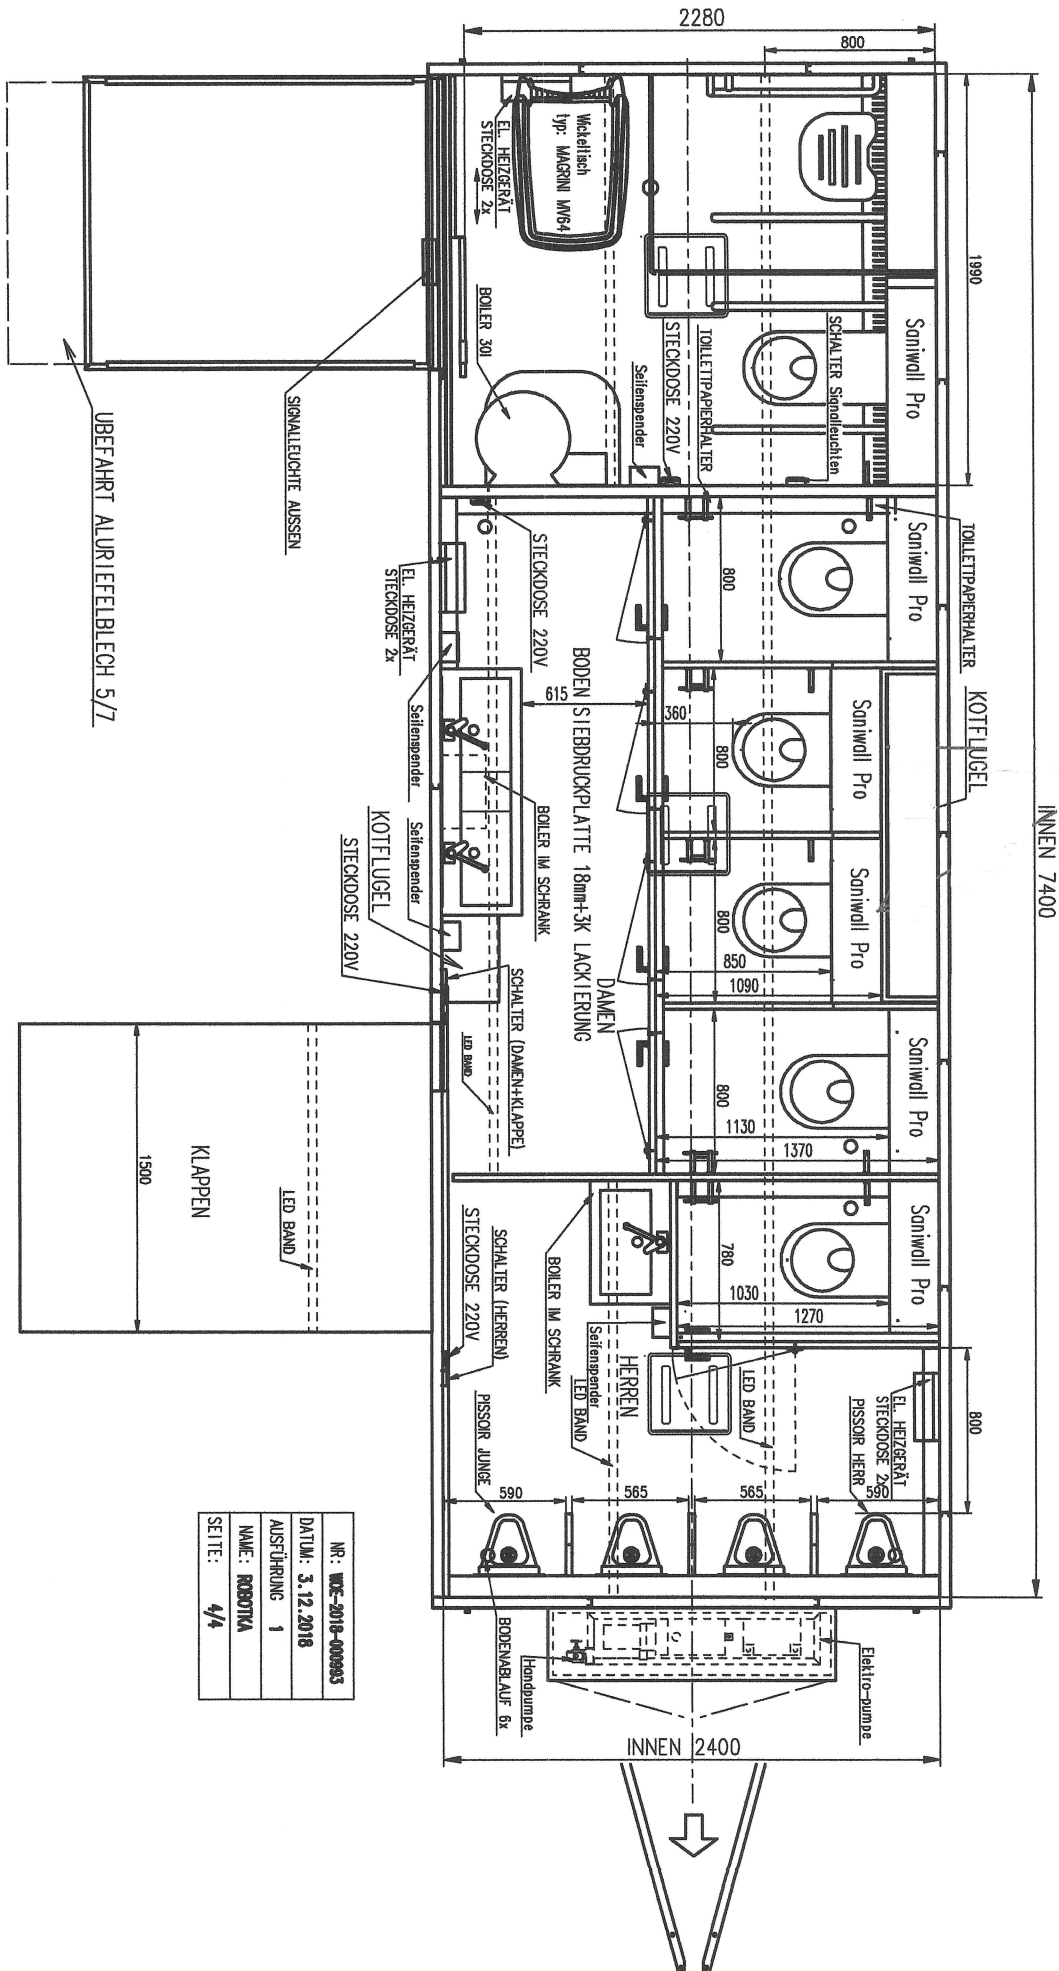 INNEN 7400
2280
800
1990
Wickeltisch
typ: MAGRINI MV64
EL. HEIZGERÄT
STECKDOSE 2x
BOILER 30l
Saniwall Pro
SCHALTER Signalleuchten
TOILLETTPAPIERHALTER
STECKDOSE 220V
Seifenspender
SIGNALLEUCHTE AUSSEN
UBEFAHRT ALURIEFELBLECH 5/7
TOILLETTPAPIERHALTER
Saniwall Pro
800
STECKDOSE 220V
EL. HEIZGERÄT
STECKDOSE 2x
Seifenspender
KOTFLUGEL
Saniwall Pro
800
360
615
BODEN SIEBDRUCKPLATTE 18mm+3K LACKIERUNG
DAMEN
Saniwall Pro
800
850
1090
BOILER IM SCHRANK
Seifenspender
KOTFLUGEL
STECKDOSE 220V
SCHALTER (DAMEN+KLAPPE)
LED BAND
Saniwall Pro
800
1130
1370
Saniwall Pro
780
1030
1270
BOILER IM SCHRANK
Seifenspender
LED BAND
HERREN
LED BAND
SCHALTER (HERREN)
STECKDOSE 220V
KLAPPEN
LED BAND
1500
800
EL. HEIZGERÄT
STECKDOSE 2x
PISSOIR HERR
PISSOIR JUNGE
590
565
565
590
BODENABLAUF 6x
Handpumpe
Elektro-pumpe
INNEN 2400
NR: WDE-2018-000993
DATUM: 3.12.2018
AUSFÜHRUNG 1
NAME: ROBOTKA
SEITE: 4/4